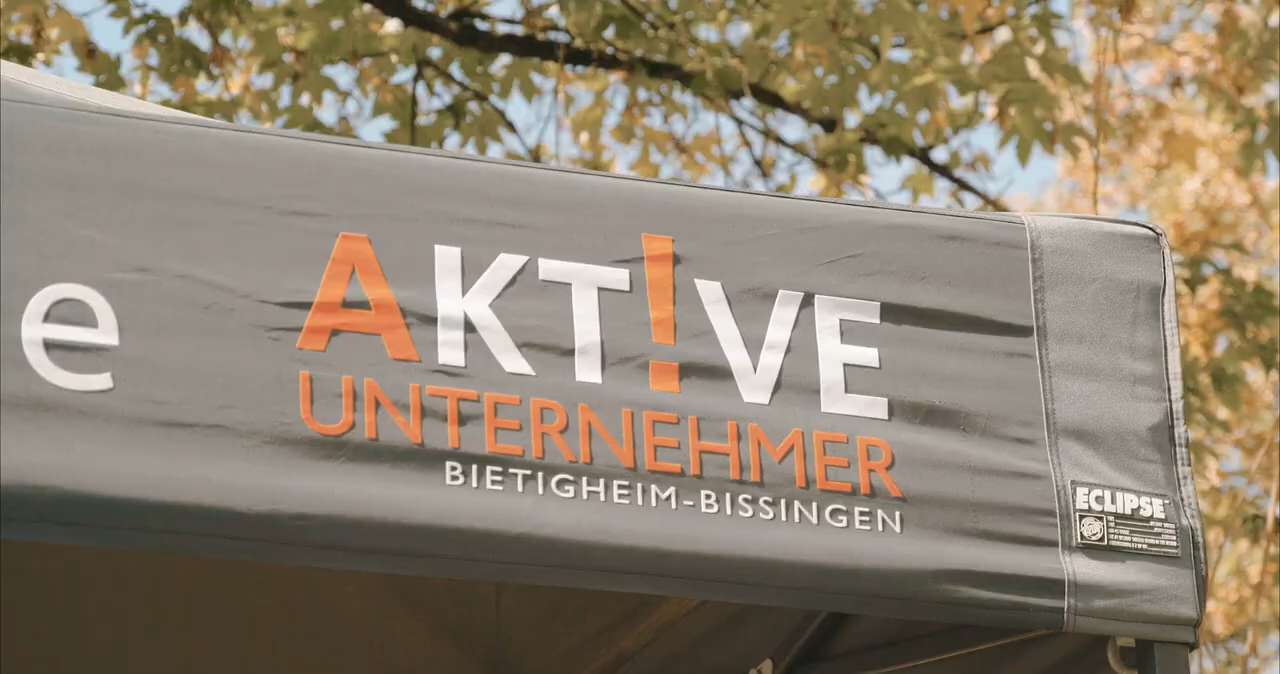 e
AKT!VE
UNTERNEHMER
BIETIGHEIM-BISSINGEN
ECLIPSE